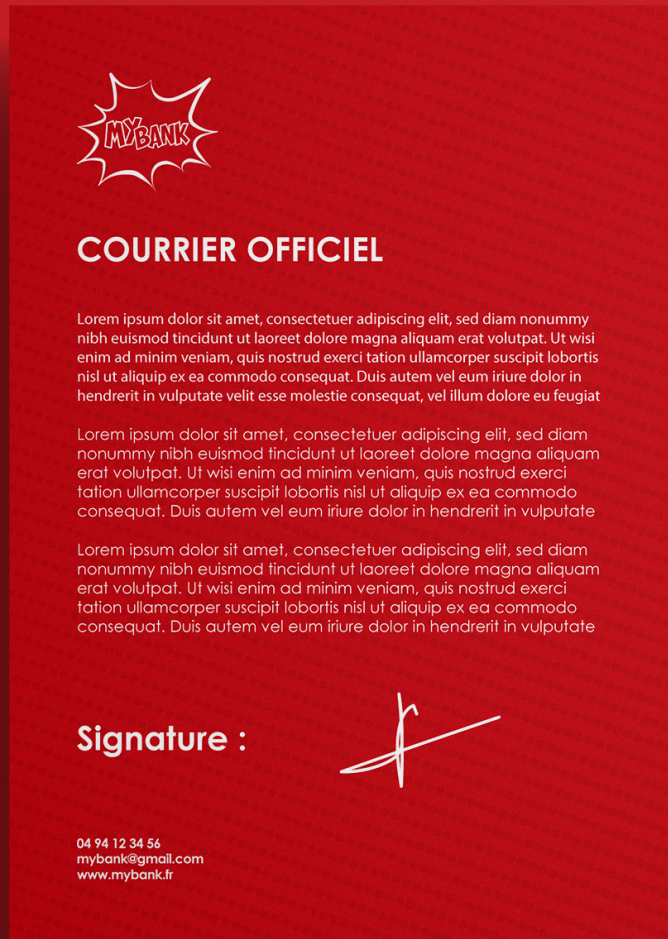 MYBANK
COURRIER OFFICIEL
Lorem ipsum dolor sit amet, consectetuer adipiscing elit, sed diam nonummy
nibh euismod tincidunt ut laoreet dolore magna aliquam erat volutpat. Ut wisi
enim ad minim veniam, quis nostrud exerci tation ullamcorper suscipit lobortis
nisl ut aliquip ex ea commodo consequat. Duis autem vel eum iriure dolor in
hendrerit in vulputate velit esse molestie consequat, vel illum dolore eu feugiat
Lorem ipsum dolor sit amet, consectetuer adipiscing elit, sed diam
nonummy nibh euismod tincidunt ut laoreet dolore magna aliquam
erat volutpat. Ut wisi enim ad minim veniam, quis nostrud exerci
tation ullamcorper suscipit lobortis nisl ut aliquip ex ea commodo
consequat. Duis autem vel eum iriure dolor in hendrerit in vulputate
Lorem ipsum dolor sit amet, consectetuer adipiscing elit, sed diam
nonummy nibh euismod tincidunt ut laoreet dolore magna aliquam
erat volutpat. Ut wisi enim ad minim veniam, quis nostrud exerci
tation ullamcorper suscipit lobortis nisl ut aliquip ex ea commodo
consequat. Duis autem vel eum iriure dolor in hendrerit in vulputate
Signature :
04 94 12 34 56
mybank@gmail.com
www.mybank.fr